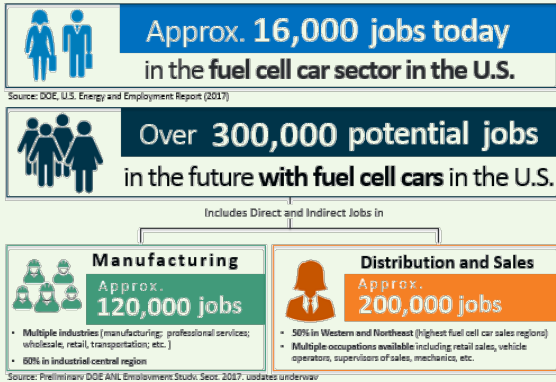 Approx. 16,000 jobs today
in the fuel cell car sector in the U.S.
Source: DOE, U.S. Energy and Employment Report (2017)
Over 300,000 potential jobs
in the future with fuel cell cars in the U.S.
Includes Direct and Indirect Jobs in
Manufacturing
Approx.
120,000 jobs
• Multiple industries (manufacturing; professional services;
wholesale, retail, transportation; etc. )
• 60% in industrial central region
Distribution and Sales
Approx.
200,000 jobs
• 50% in Western and Northeast (highest fuel cell car sales regions)
• Multiple occupations available including retail sales, vehicle
operators, supervisors of sales, mechanics, etc.
Source: Preliminary DOE ANL Employment Study, Sept. 2017, updates underway